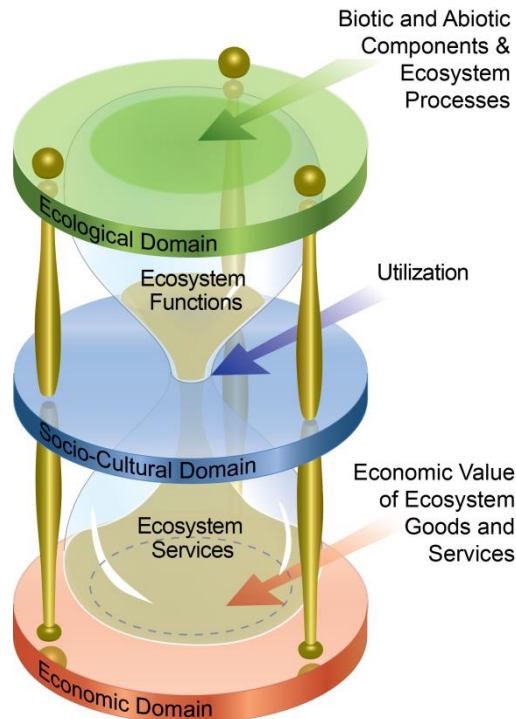 Biotic and Abiotic
Components &
Ecosystem
Processes
Ecological Domain
Ecosystem
Functions
Utilization
Socio-Cultural Domain
Economic Value
of Ecosystem
Goods and
Services
Ecosystem
Services
Economic Domain